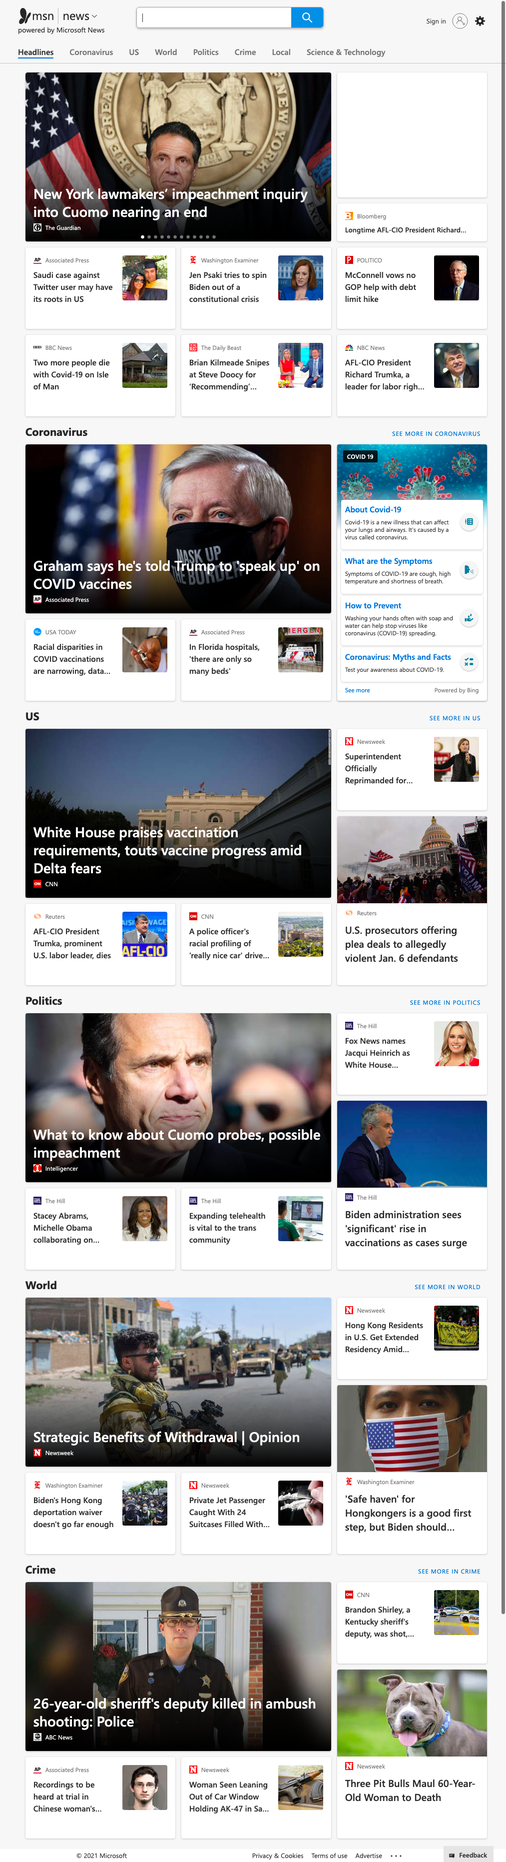 msn | news
powered by Microsoft News
Sign in
Headlines Coronavirus US World Politics Crime Local Science & Technology
New York lawmakers' impeachment inquiry
into Cuomo nearing an end
The Guardian
Bloomberg
Longtime AFL-CIO President Richard...
Associated Press
Saudi case against
Twitter user may have
its roots in US
Washington Examiner
Jen Psaki tries to spin
Biden out of a
constitutional crisis
POLITICO
McConnell vows no
GOP help with debt
limit hike
BBC News
Two more people die
with Covid-19 on Isle
of Man
The Daily Beast
Brian Kilmeade Snipes
at Steve Doocy for
'Recommending'...
NBC News
AFL-CIO President
Richard Trumka, a
leader for labor righ...
Coronavirus
SEE MORE IN CORONAVIRUS
MASK UP
THE BURDEN
Graham says he's told Trump to 'speak up' on
COVID vaccines
Associated Press
COVID 19
About Covid-19
Covid-19 is a new illness that can affect
your lungs and airways. It's caused by a
virus called coronavirus.
What are the Symptoms
Symptoms of COVID-19 are cough, high
temperature and shortness of breath.
How to Prevent
Washing your hands often with soap and
water can help stop viruses like
coronavirus (COVID-19) spreading.
Coronavirus: Myths and Facts
Test your awareness about COVID-19.
See more
Powered by Bing
USA TODAY
Racial disparities in
COVID vaccinations
are narrowing, data...
Associated Press
In Florida hospitals,
'there are only so
many beds'
US
SEE MORE IN US
White House praises vaccination
requirements, touts vaccine progress amid
Delta fears
CNN
Newsweek
Superintendent
Officially
Reprimanded for...
Reuters
U.S. prosecutors offering
plea deals to allegedly
violent Jan. 6 defendants
Reuters
AFL-CIO President
Trumka, prominent
U.S. labor leader, dies
AFL-CIO
CNN
A police officer's
racial profiling of
'really nice car' drive...
Politics
SEE MORE IN POLITICS
What to know about Cuomo probes, possible
impeachment
Intelligencer
The Hill
Fox News names
Jacqui Heinrich as
White House...
The Hill
Biden administration sees
'significant' rise in
vaccinations as cases surge
The Hill
Stacey Abrams,
Michelle Obama
collaborating on...
The Hill
Expanding telehealth
is vital to the trans
community
World
SEE MORE IN WORLD
Strategic Benefits of Withdrawal | Opinion
Newsweek
Newsweek
Hong Kong Residents
in U.S. Get Extended
Residency Amid...
Washington Examiner
'Safe haven' for
Hongkongers is a good first
step, but Biden should...
Washington Examiner
Biden's Hong Kong
deportation waiver
doesn't go far enough
Newsweek
Private Jet Passenger
Caught With 24
Suitcases Filled With...
Crime
SEE MORE IN CRIME
26-year-old sheriff's deputy killed in ambush
shooting: Police
ABC News
CNN
Brandon Shirley, a
Kentucky sheriff's
deputy, was shot,...
Newsweek
Three Pit Bulls Maul 60-Year-
Old Woman to Death
Associated Press
Recordings to be
heard at trial in
Chinese woman's...
Newsweek
Woman Seen Leaning
Out of Car Window
Holding AK-47 in Sa...
© 2021 Microsoft
Privacy & Cookies Terms of use Advertise ...
Feedback